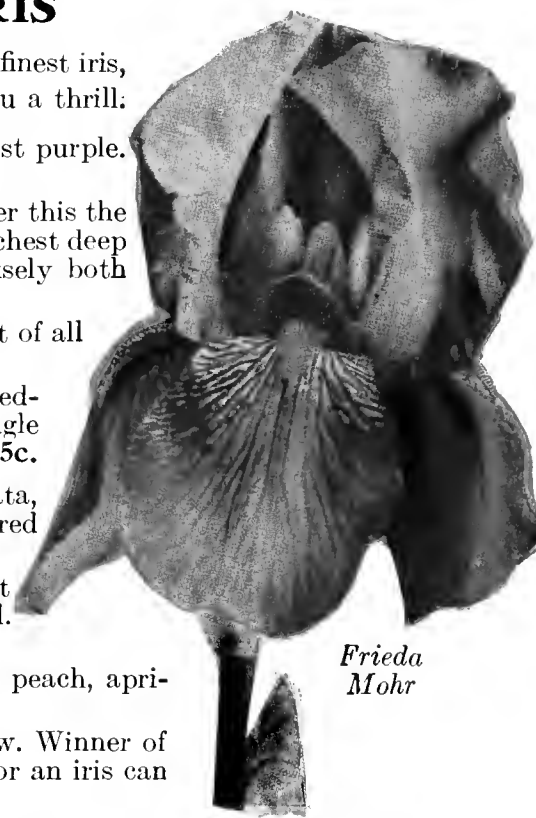 RIS
finest iris,
u a thrill:
st purple.
er this the
chest deep
sely both
t of all
ed-
gle
5c.
ta,
red
t
l.
peach, apri-
w. Winner of
or an iris can
Frieda
Mohr